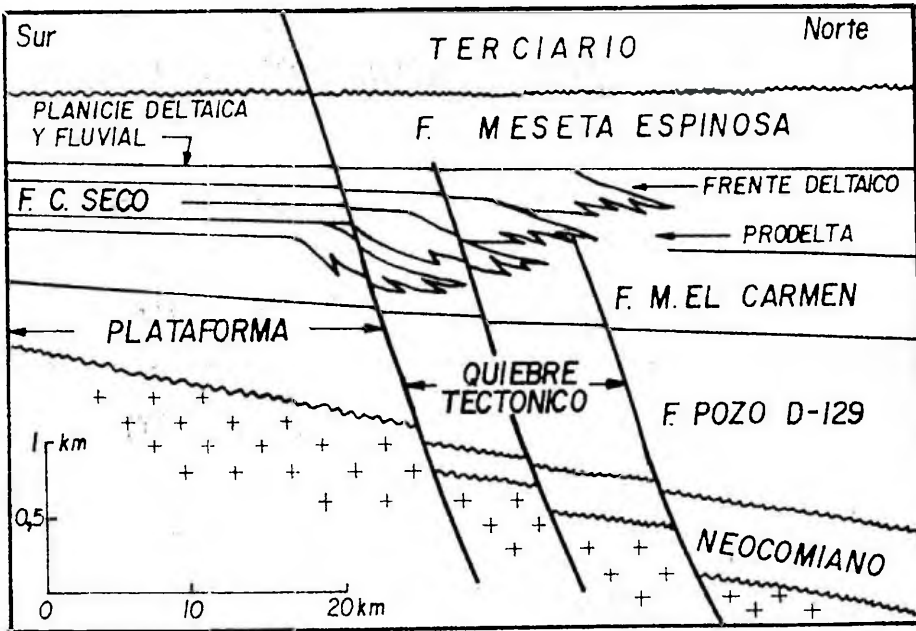 Sur
Norte
TERCIARIO
PLANICIE DELTAICA
Y FLUVIAL
F. MESETA ESPINOSA
FRENTE DELTAICO
F. C. SECO
PRODELTA
F. M. EL CARMEN
PLATAFORMA
QUIEBRE
TECTONICO
F. POZO D-129
1 km
0,5
NEOCOMIANO
0 10 20 km